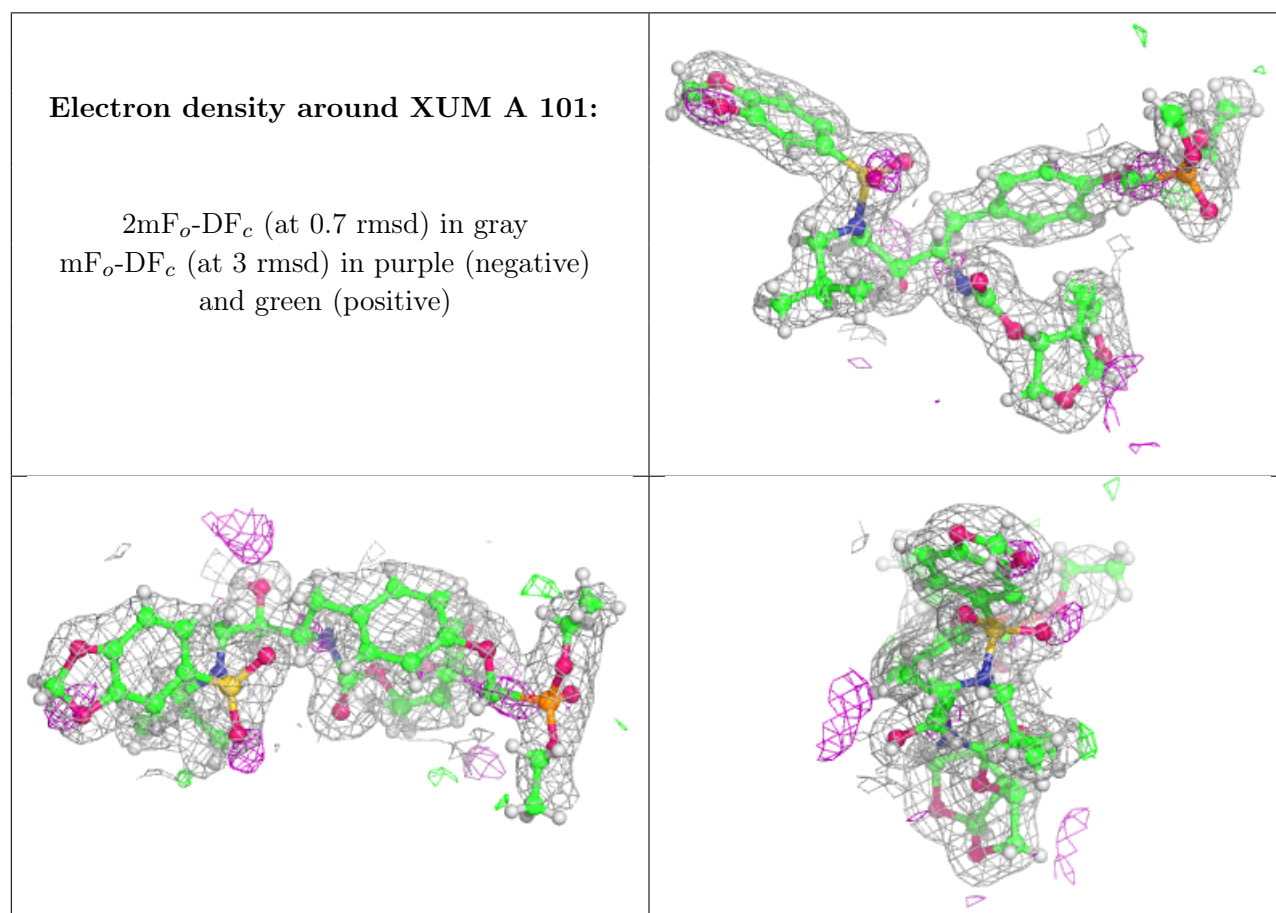 Electron density around XUM A 101:
2mFo-DFc (at 0.7 rmsd) in gray
mFo-DFc (at 3 rmsd) in purple (negative)
and green (positive)